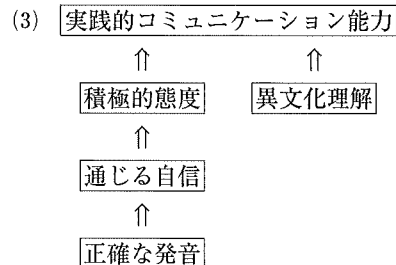 (3) 実践的コミュニケーション能力
⇑ ⇑
積極的態度 異文化理解
⇑
通じる自信
⇑
正確な発音